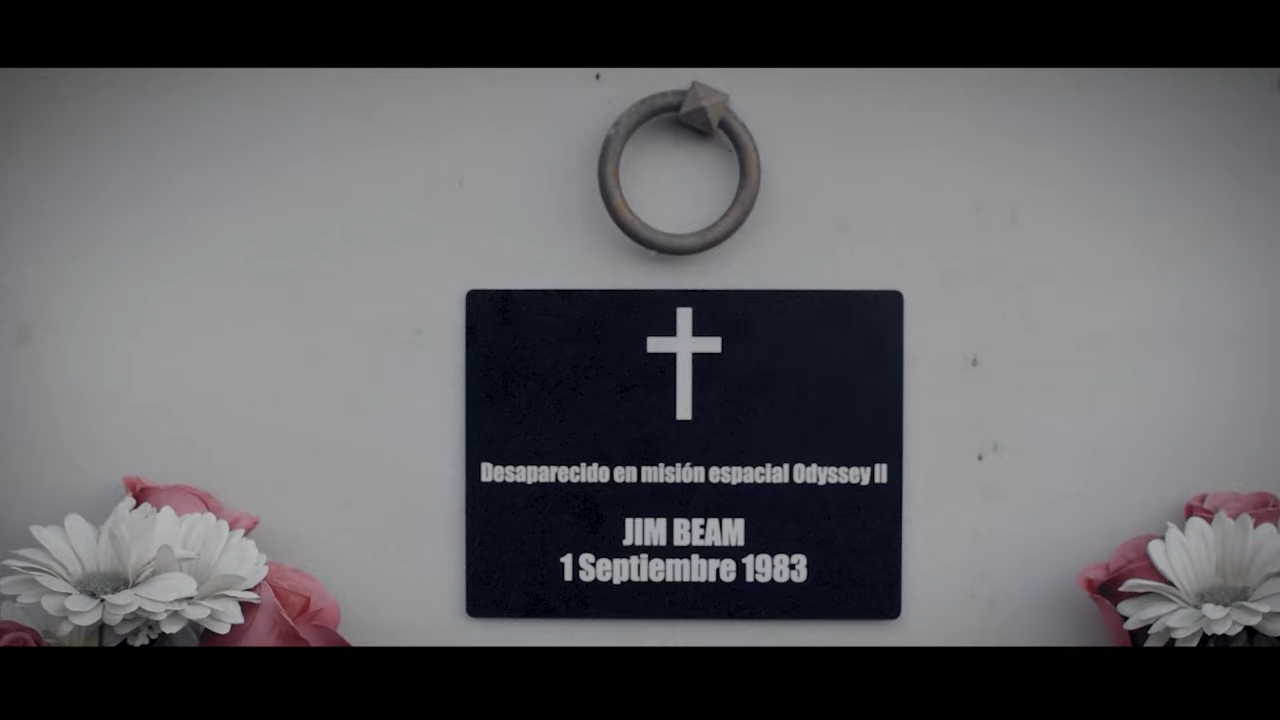 Desaparecido en misión espacial Odyssey II
JIM BEAM
1 Septiembre 1983